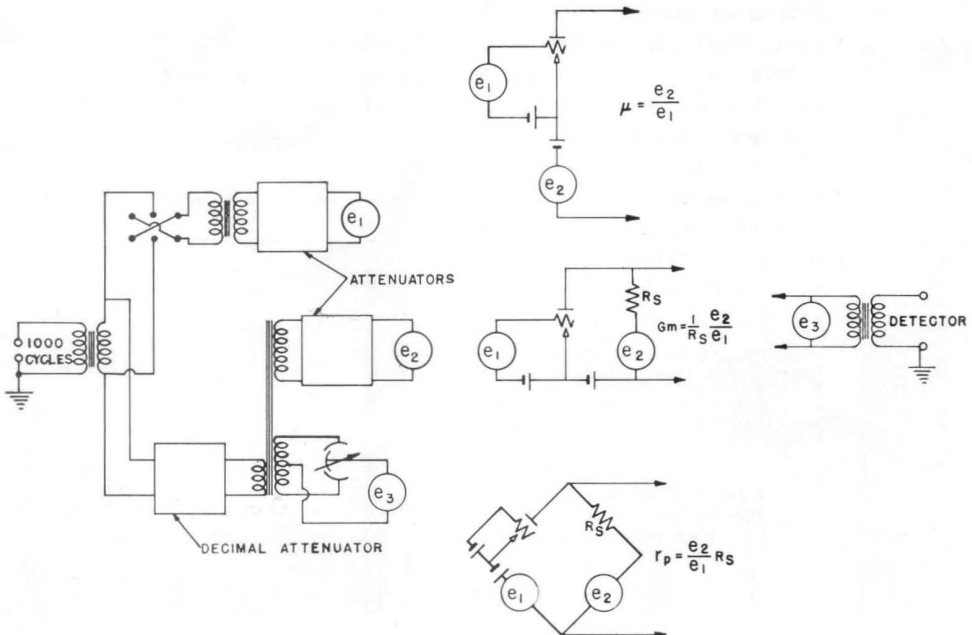 1000
CYCLES
e1
ATTENUATORS
e2
e3
DECIMAL ATTENUATOR
e1
μ = e2/e1
e2
e1
RS
e2
Gm = 1/RS e2/e1
e3
DETECTOR
RS
e1
e2
rp = e2/e1 RS